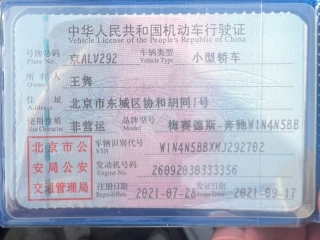 中华人民共和国机动车行驶证
Vehicle License of the People's Republic of China
号牌号码 Plate No. 京ALV292 车辆类型 Vehicle Type 小型轿车
所有人 Owner 王隽
住址 北京市东城区协和胡同1号
使用性质 Use Character 非营运 品牌型号 Model 梅赛德斯-奔驰WIN4N5BB
北京市公 车辆识别代号 VIN WIN4N5BBXMJ292702
安局公安 发动机号码 Engine No. 26092030333356
交通管理局 注册日期 Register Date 2021-07-28 发证日期 Issue Date 2021-09-17